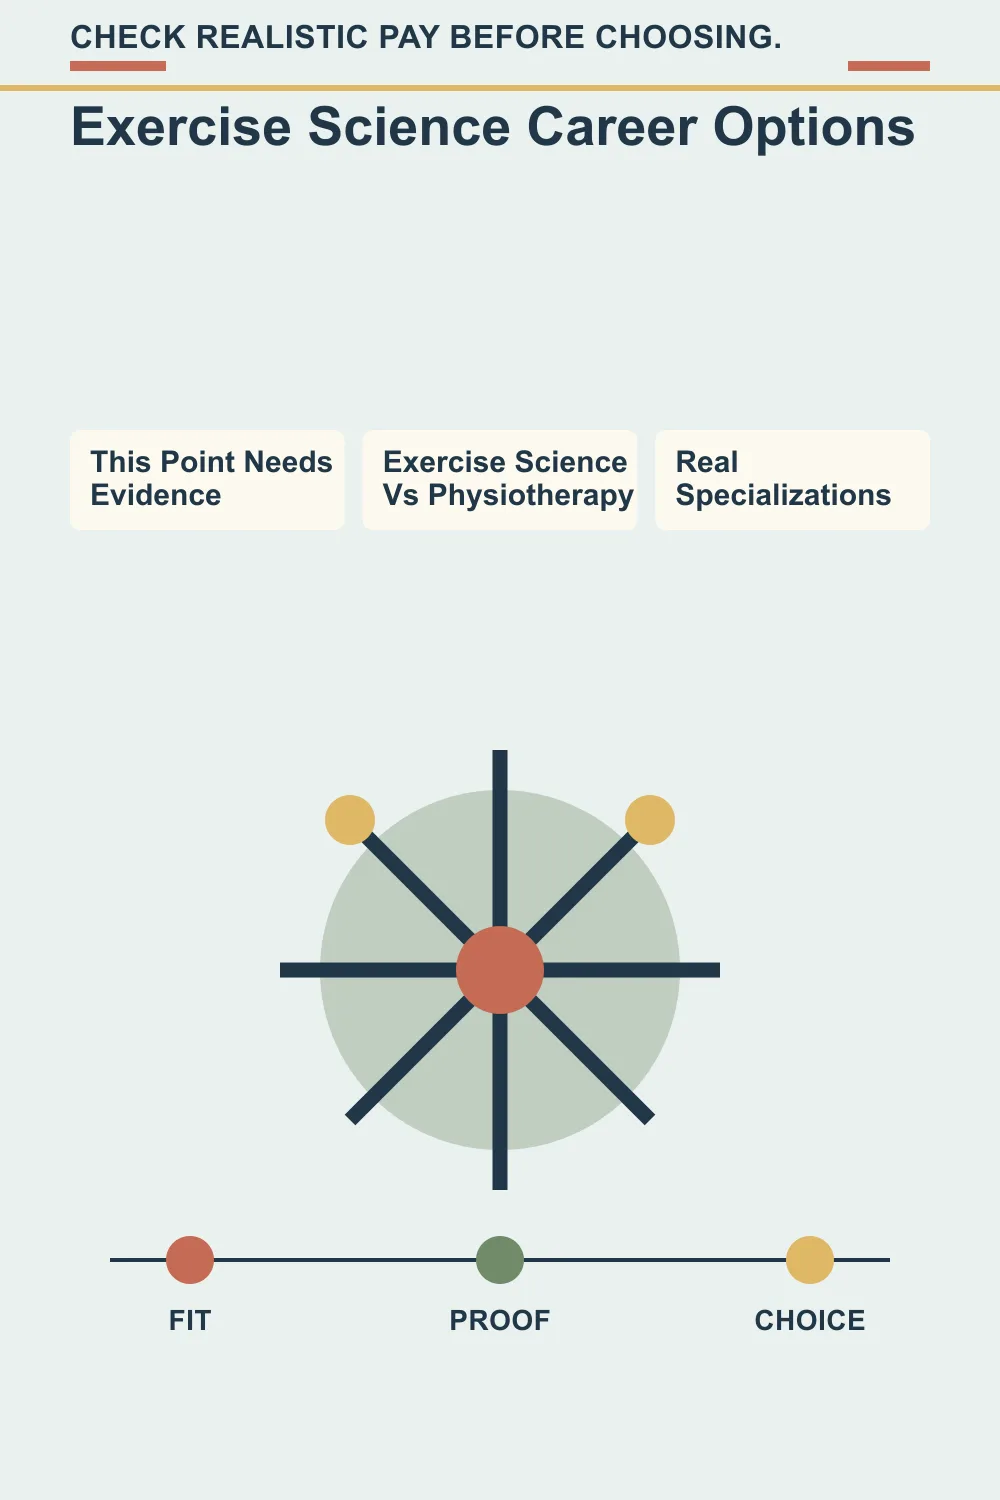 CHECK REALISTIC PAY BEFORE CHOOSING.
Exercise Science Career Options
This Point Needs
Evidence
Exercise Science
Vs Physiotherapy
Real
Specializations
FIT
PROOF
CHOICE